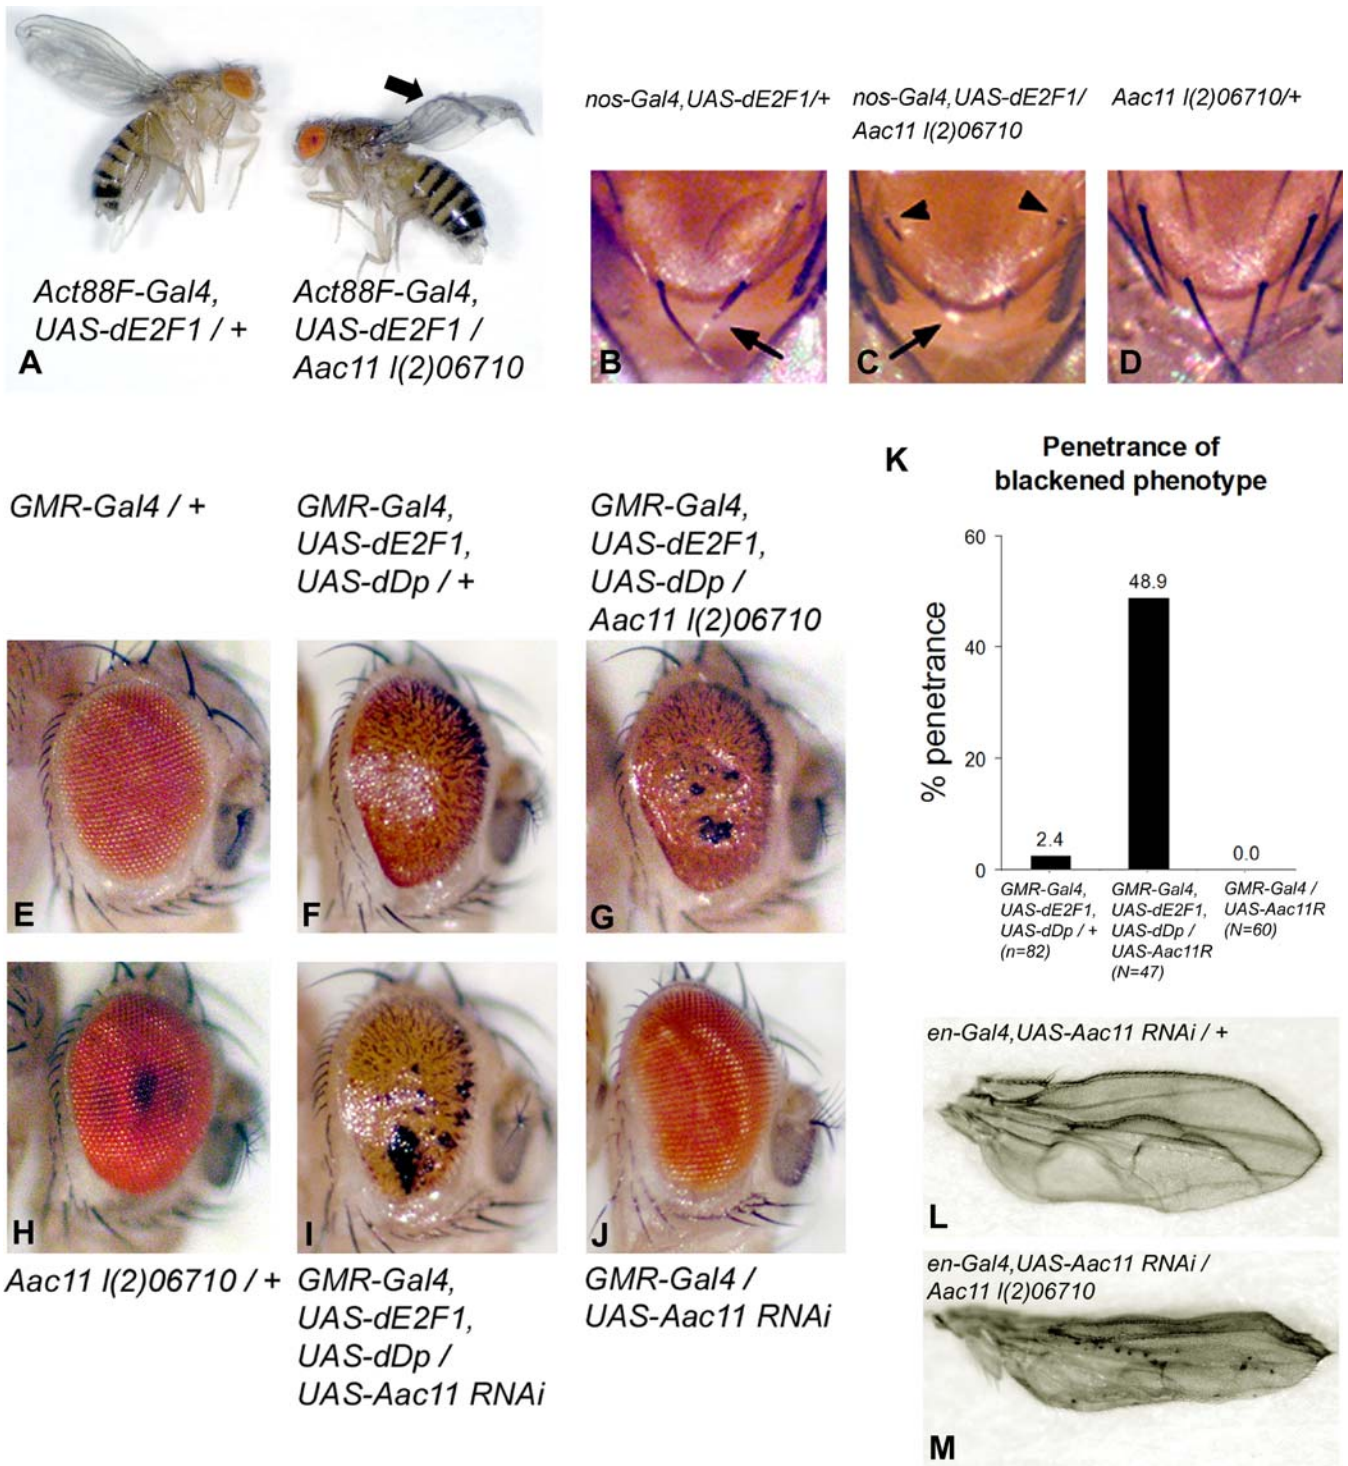 Act88F-Gal4,
UAS-dE2F1 / +
A
Act88F-Gal4,
UAS-dE2F1 /
Aac11 l(2)06710
nos-Gal4,UAS-dE2F1/+
B
nos-Gal4,UAS-dE2F1/
Aac11 l(2)06710
C
Aac11 l(2)06710/+
D
GMR-Gal4 / +
E
GMR-Gal4,
UAS-dE2F1,
UAS-dDp / +
F
GMR-Gal4,
UAS-dE2F1,
UAS-dDp /
Aac11 l(2)06710
G
H
Aac11 l(2)06710 / +
I
GMR-Gal4,
UAS-dE2F1,
UAS-dDp /
UAS-Aac11 RNAi
J
GMR-Gal4 /
UAS-Aac11 RNAi
K
Penetrance of
blackened phenotype
% penetrance
60
40
20
0
2.4
48.9
0.0
GMR-Gal4,
UAS-dE2F1,
UAS-dDp / +
(n=82)
GMR-Gal4,
UAS-dE2F1,
UAS-dDp /
UAS-Aac11R
(N=47)
GMR-Gal4 /
UAS-Aac11R
(N=60)
en-Gal4,UAS-Aac11 RNAi / +
L
en-Gal4,UAS-Aac11 RNAi /
Aac11 l(2)06710
M